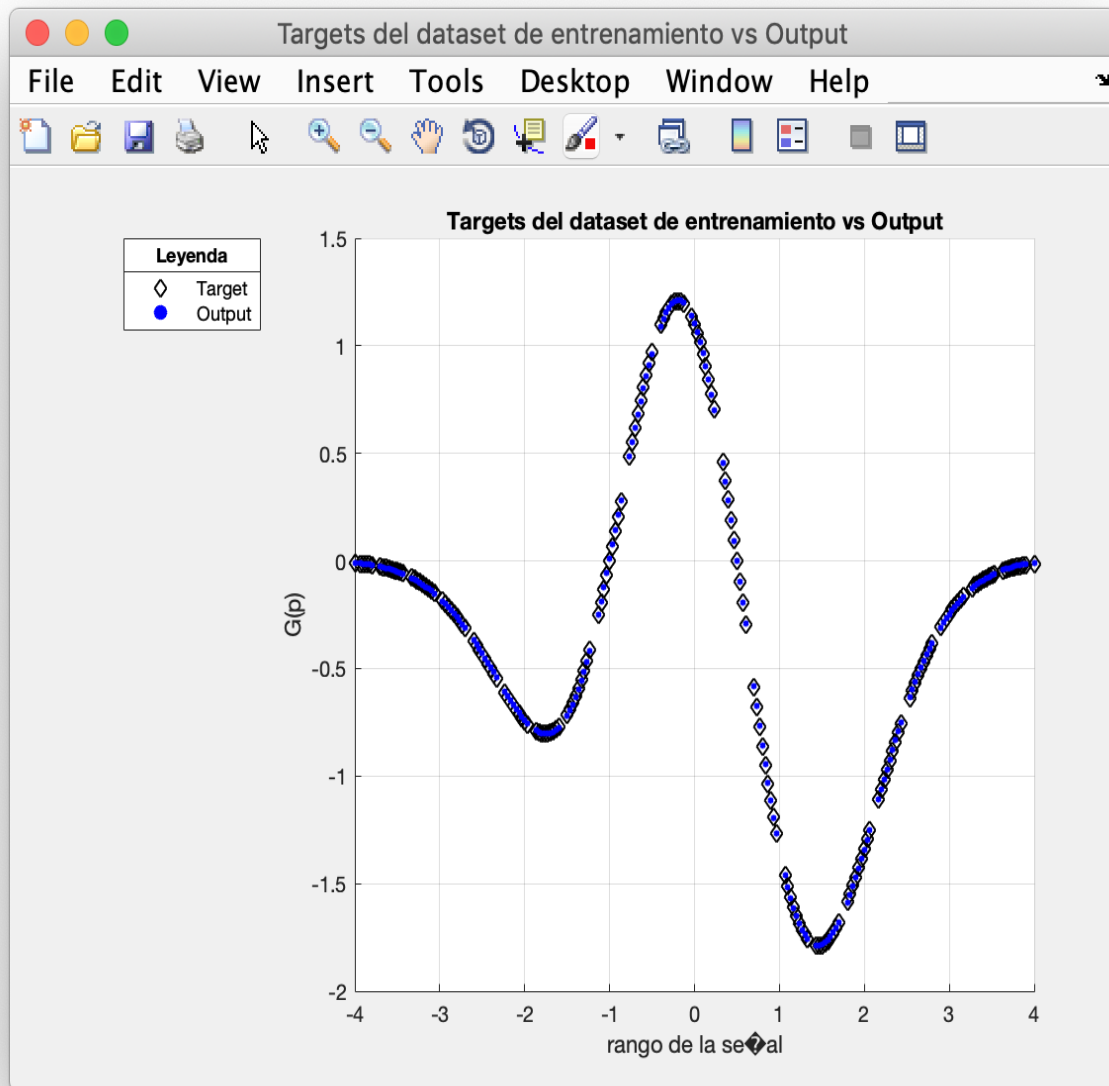 Targets del dataset de entrenamiento vs Output
File Edit View Insert Tools Desktop Window Help
Targets del dataset de entrenamiento vs Output
Leyenda
Target
Output
1.5
1
0.5
0
-0.5
-1
-1.5
-2
G(p)
-4 -3 -2 -1 0 1 2 3 4
rango de la se�al